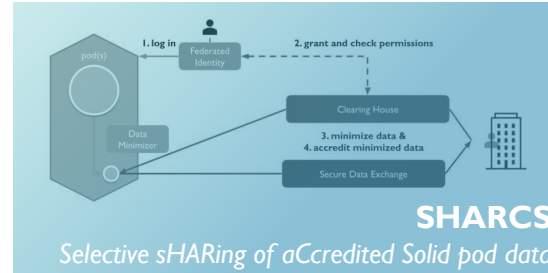 1. log in
2. grant and check permissions
pod(s)
Federated
Identity
Clearing House
Data
Minimizer
3. minimize data &
4. accredit minimized data
Secure Data Exchange
SHARCS
Selective sHARing of aCcredited Solid pod data